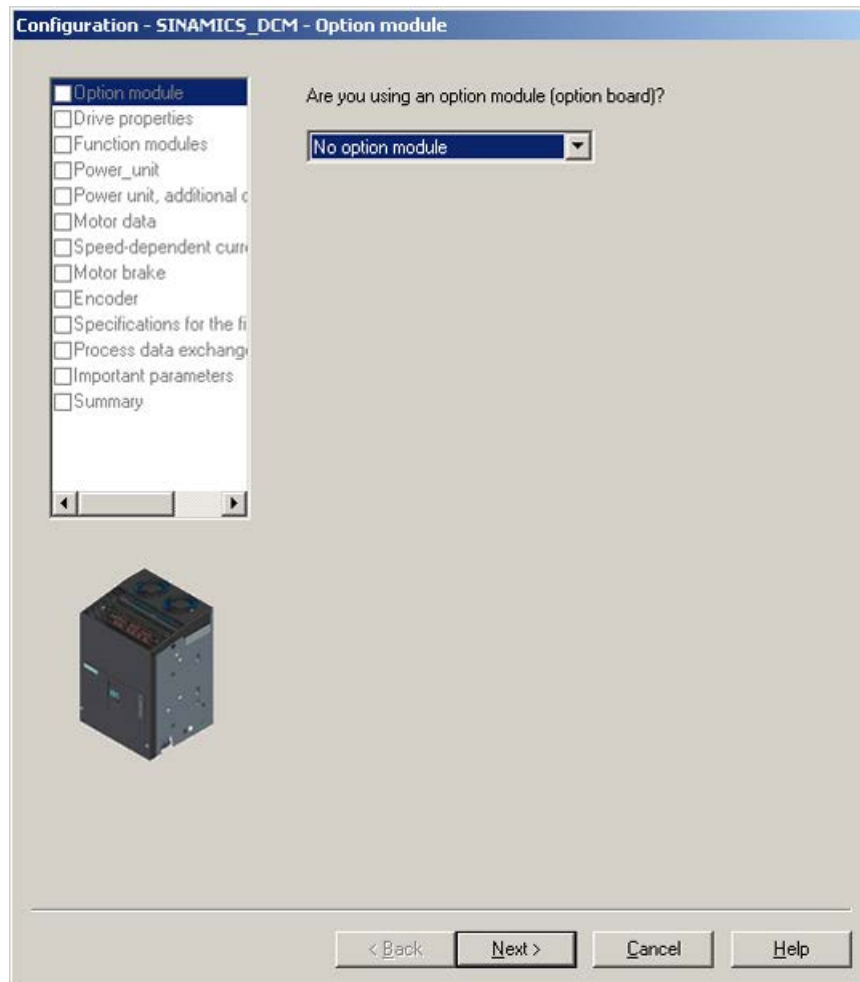 Configuration - SINAMICS_DCM - Option module
Option module
Drive properties
Function modules
Power_unit
Power unit, additional c
Motor data
Speed-dependent curr
Motor brake
Encoder
Specifications for the fi
Process data exchang
Important parameters
Summary
Are you using an option module (option board)?
No option module
< Back
Next >
Cancel
Help